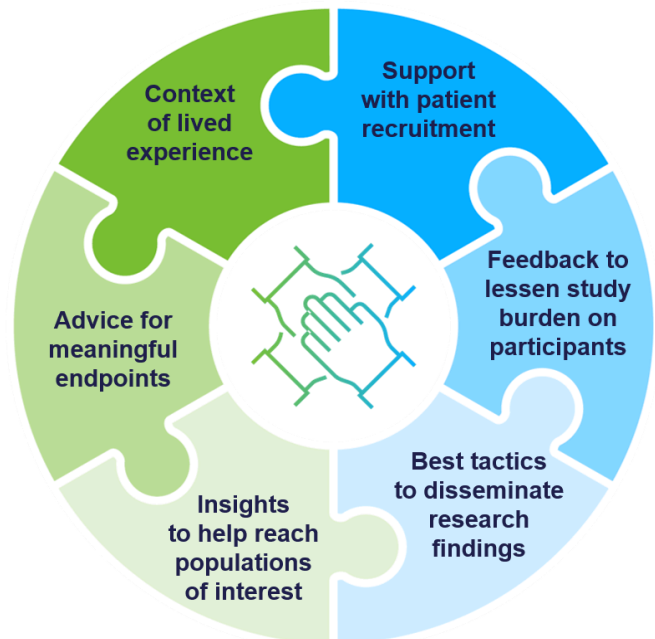 Context
of lived
experience
Support
with patient
recruitment
Feedback to
lessen study
burden on
participants
Best tactics
to disseminate
research
findings
Insights
to help reach
populations
of interest
Advice for
meaningful
endpoints